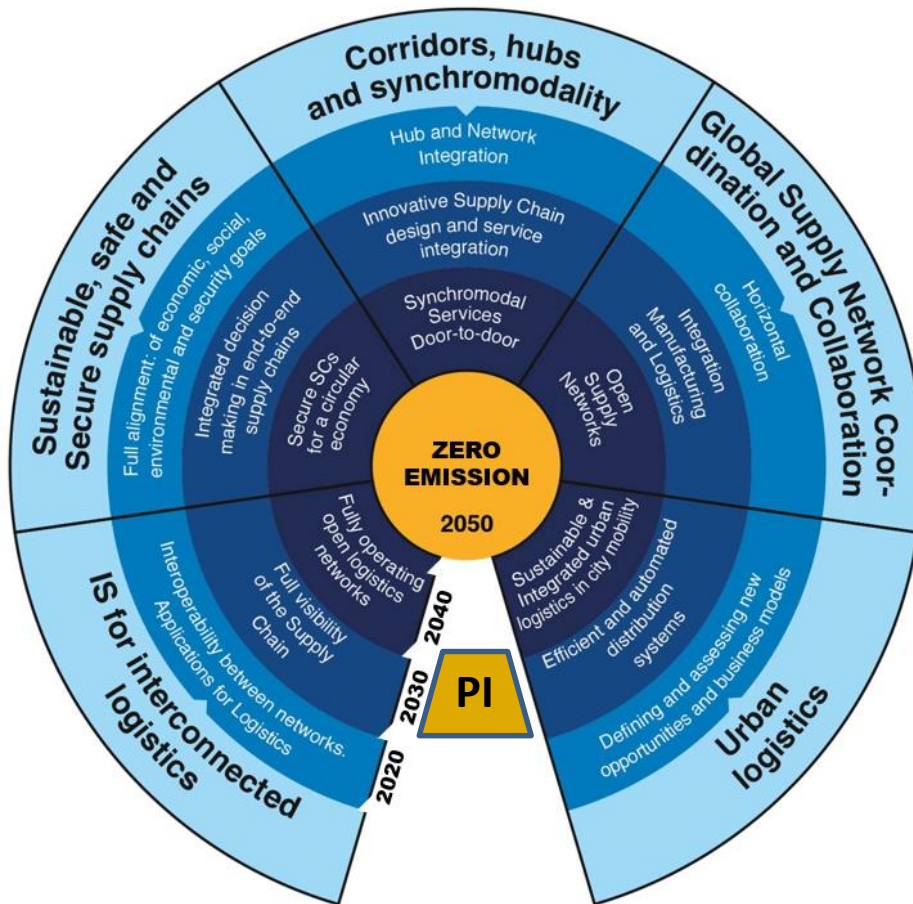 Corridors, hubs
and synchromodality
Hub and Network
Integration
Innovative Supply Chain
design and service
integration
Synchromodal
Services
Door-to-door
Global Supply Network Coor-
dination and Collaboration
Horizontal
collaboration
Integration
Manufacturing
and Logistics
Open
Supply
Networks
Urban
logistics
Defining and assessing new
opportunities and business models
Efficient and automated
distribution
systems
Sustainable &
Integrated urban
logistics in city mobility
IS for interconnected
logistics
Interoperability between networks.
Applications for Logistics
Full visibility
of the Supply
Chain
Fully operating
open logistics
networks
Sustainable, safe and
Secure supply chains
Full alignment: of economic, social,
environmental and security goals
Integrated decision
making in end-to-end
supply chains
Secure SCs
for a circular
economy
ZERO
EMISSION
2050
2040
2030
2020
PI